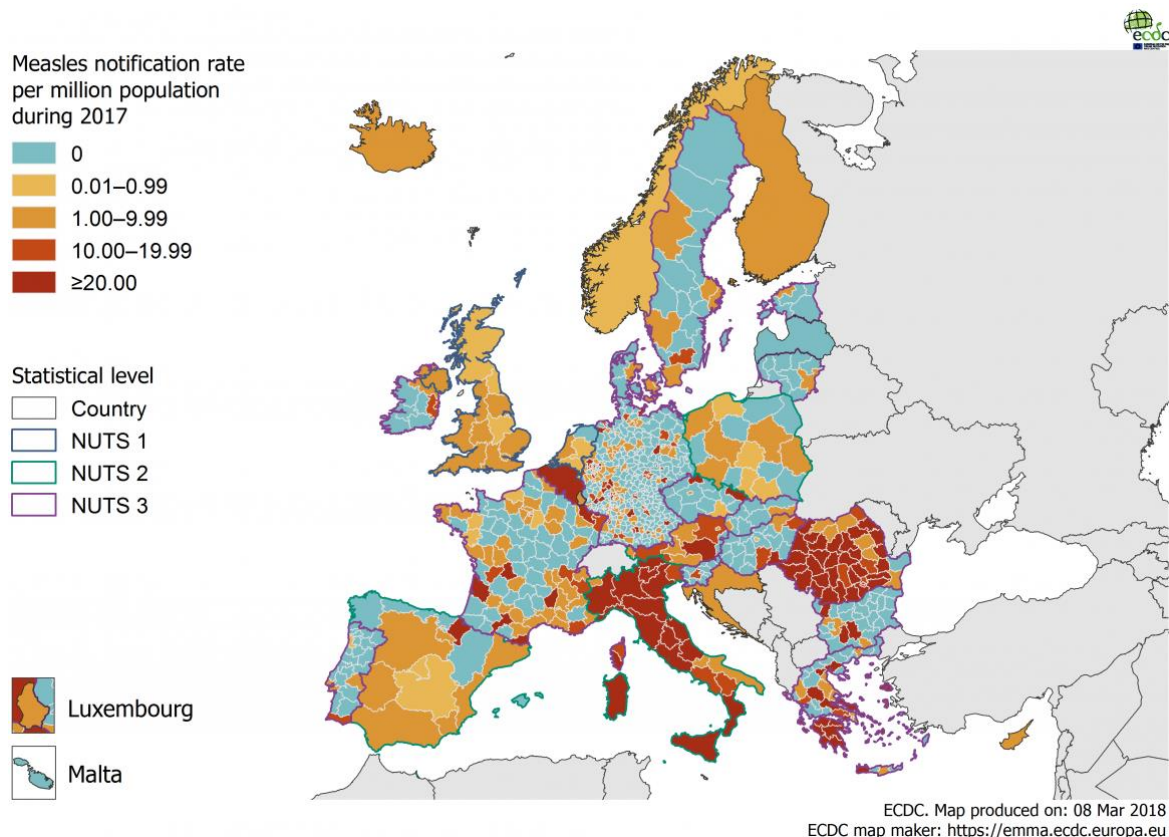 ecdc
Measles notification rate
per million population
during 2017
0
0.01–0.99
1.00–9.99
10.00–19.99
≥20.00
Statistical level
Country
NUTS 1
NUTS 2
NUTS 3
Luxembourg
Malta
ECDC. Map produced on: 08 Mar 2018
ECDC map maker: https://emma.ecdc.europa.eu